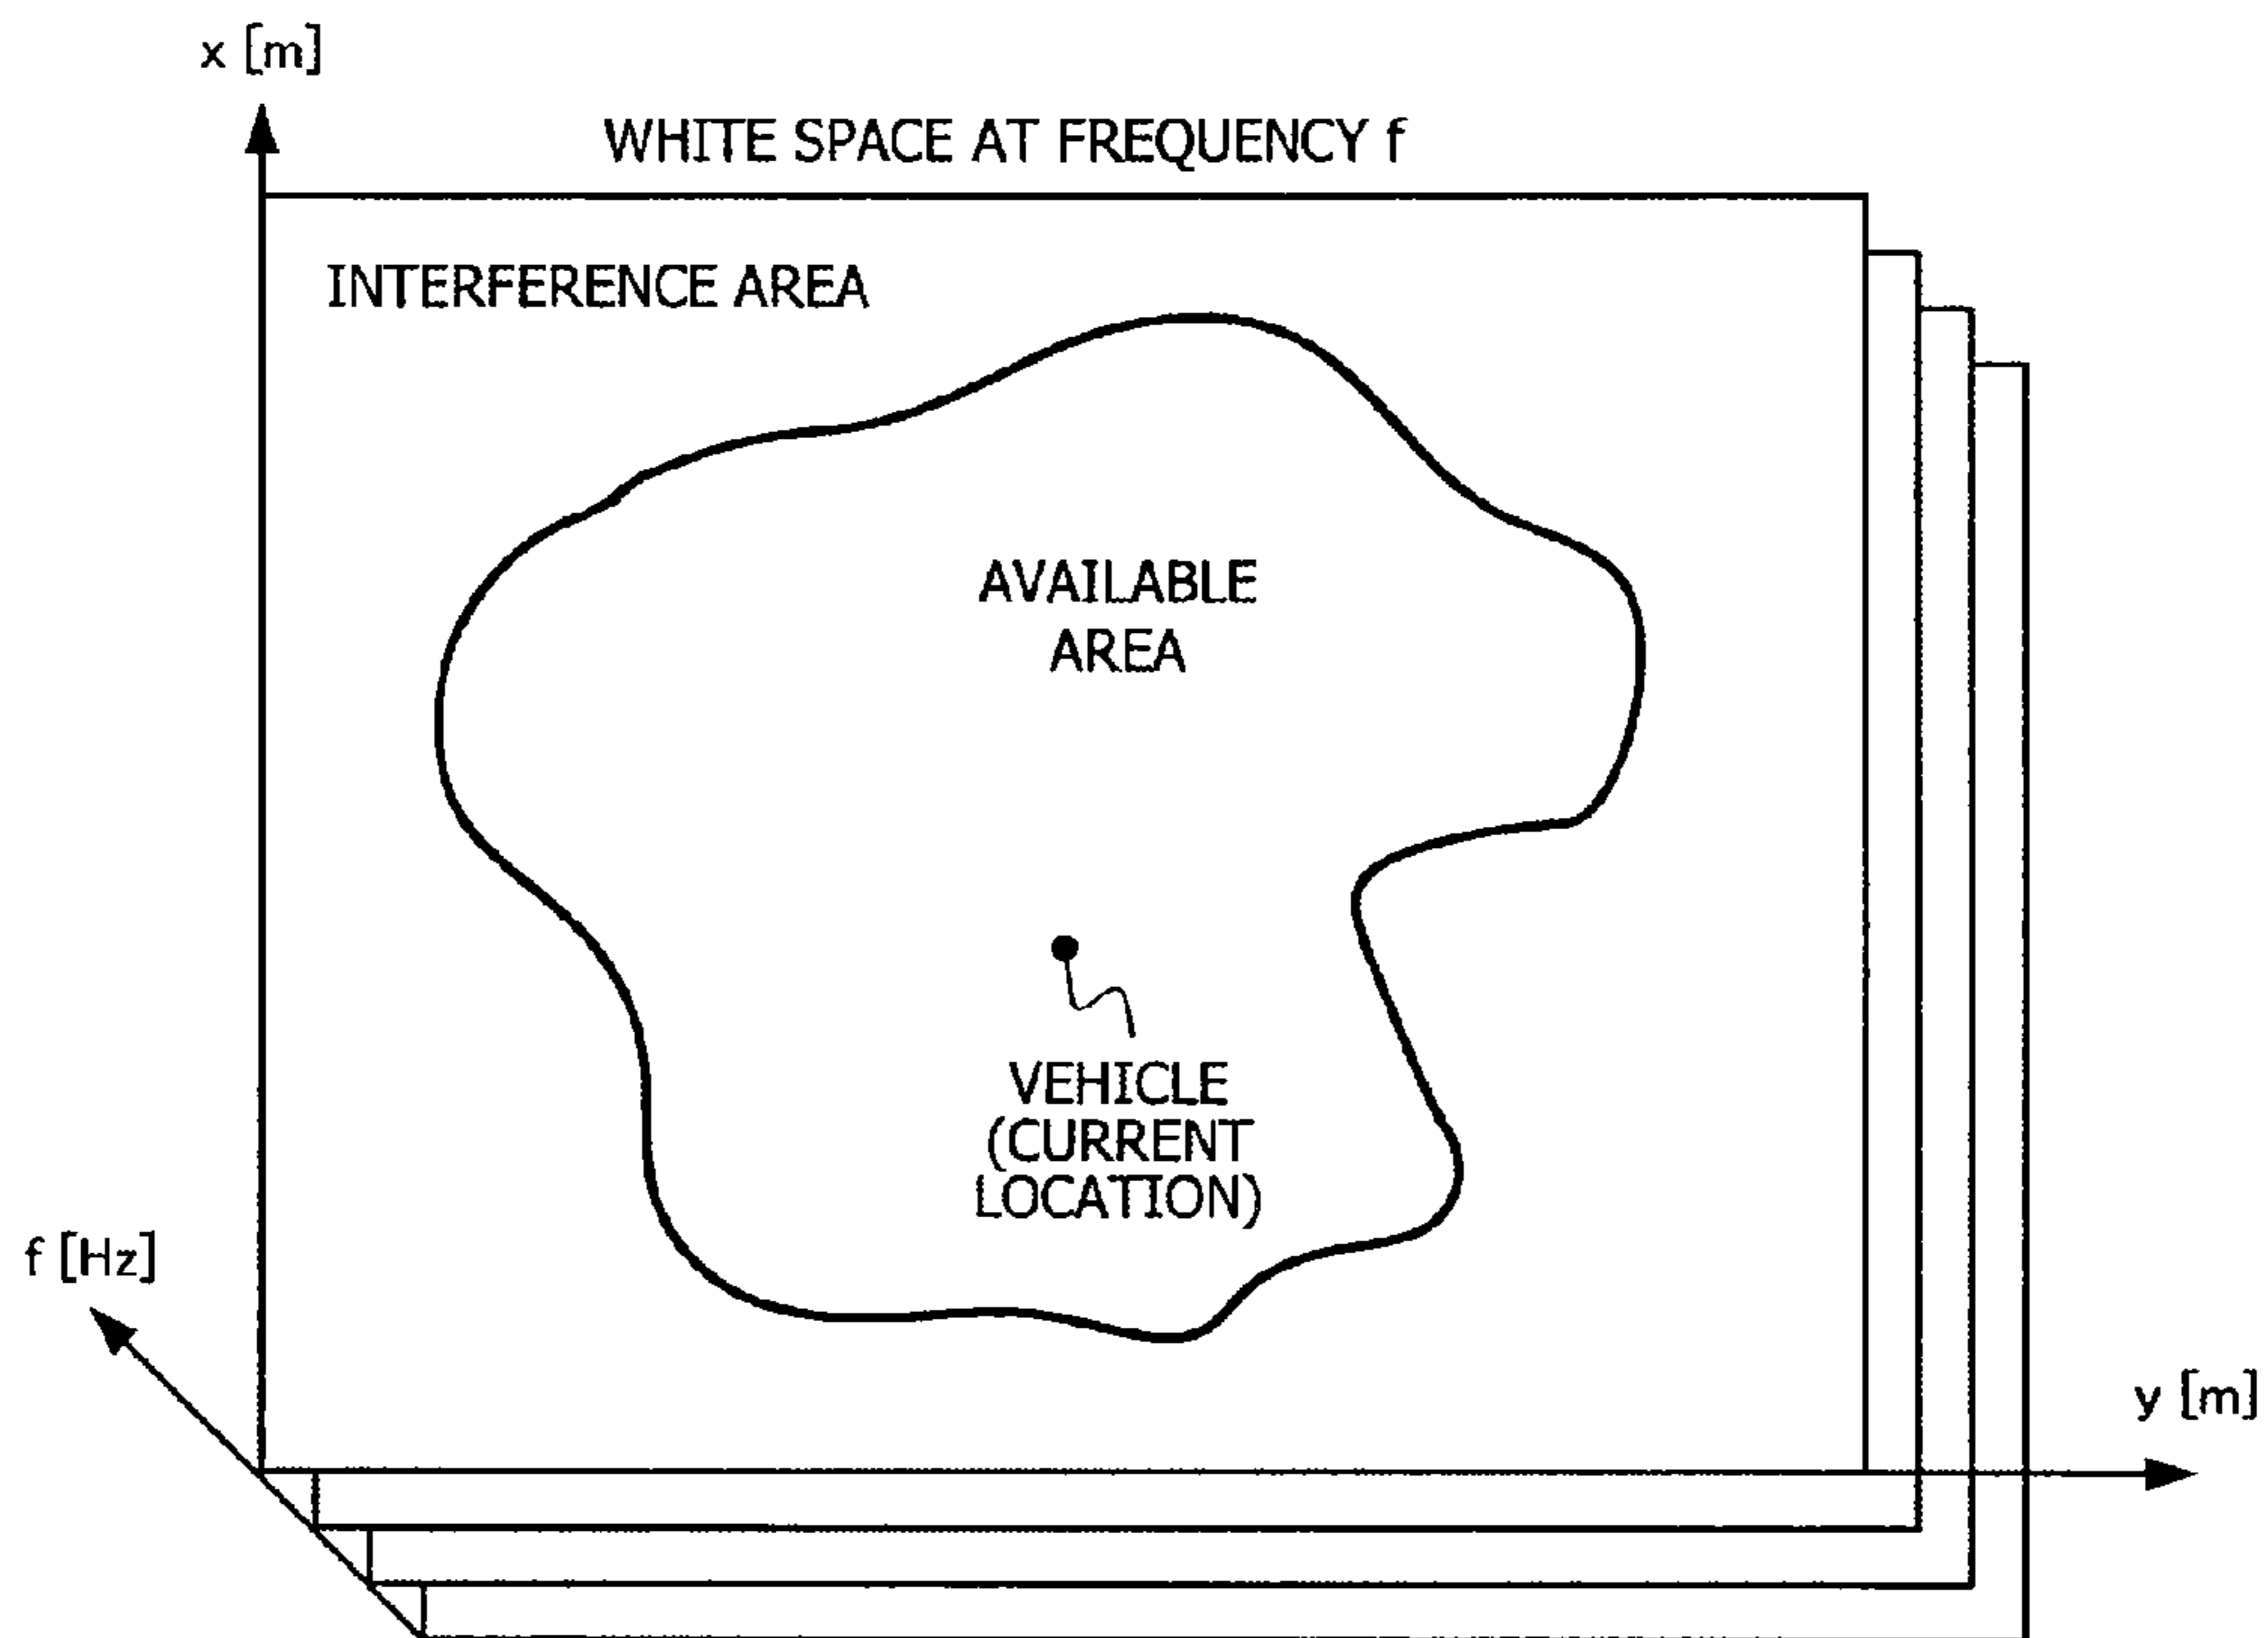 x [m]
WHITE SPACE AT FREQUENCY f
INTERFERENCE AREA
AVAILABLE
AREA
VEHICLE
(CURRENT
LOCATION)
f [Hz]
y [m]